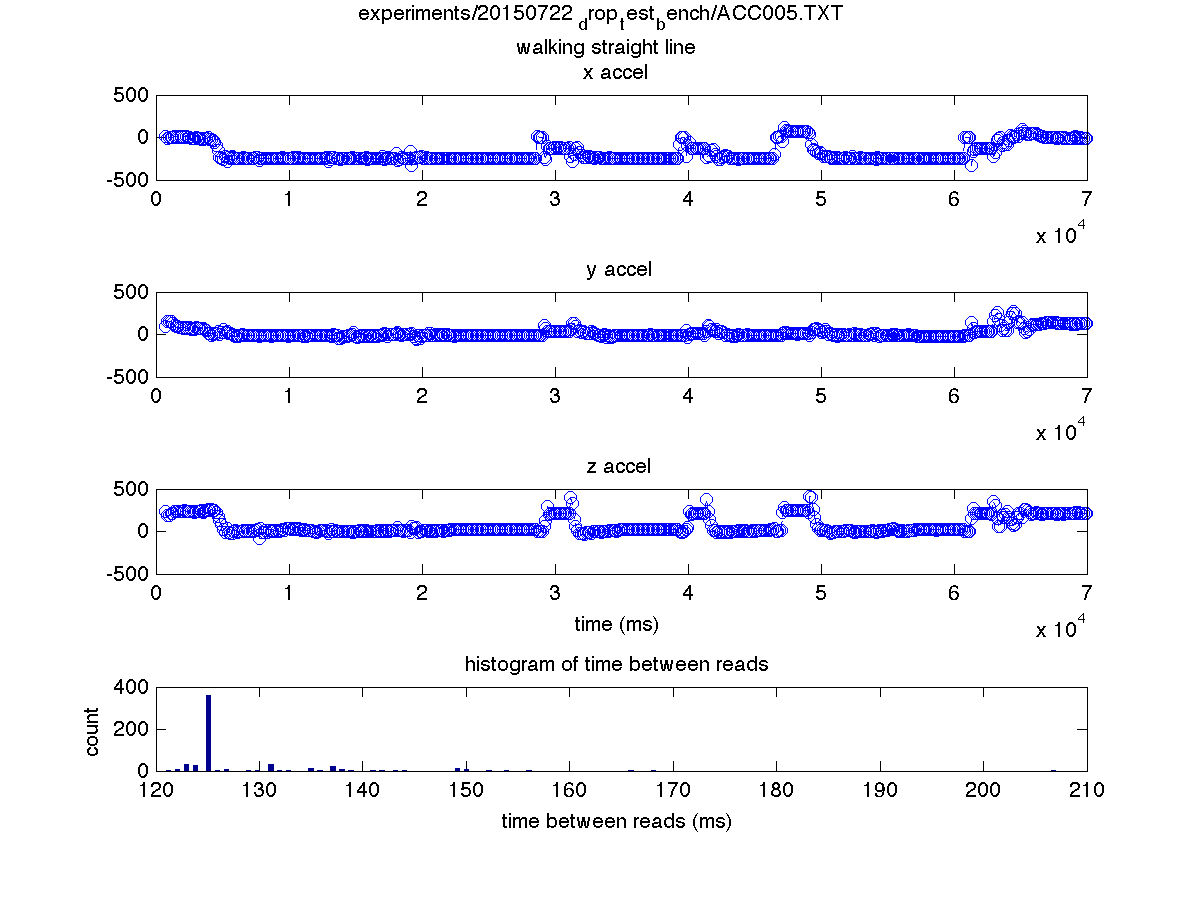 experiments/20150722 droptestbench/ACC005.TXT
walking straight line
x accel
500
0
-500
0 1 2 3 4 5 6 7
x 10^4
y accel
500
0
-500
0 1 2 3 4 5 6 7
x 10^4
z accel
500
0
-500
0 1 2 3 4 5 6 7
time (ms)
x 10^4
histogram of time between reads
400
200
0
count
120 130 140 150 160 170 180 190 200 210
time between reads (ms)